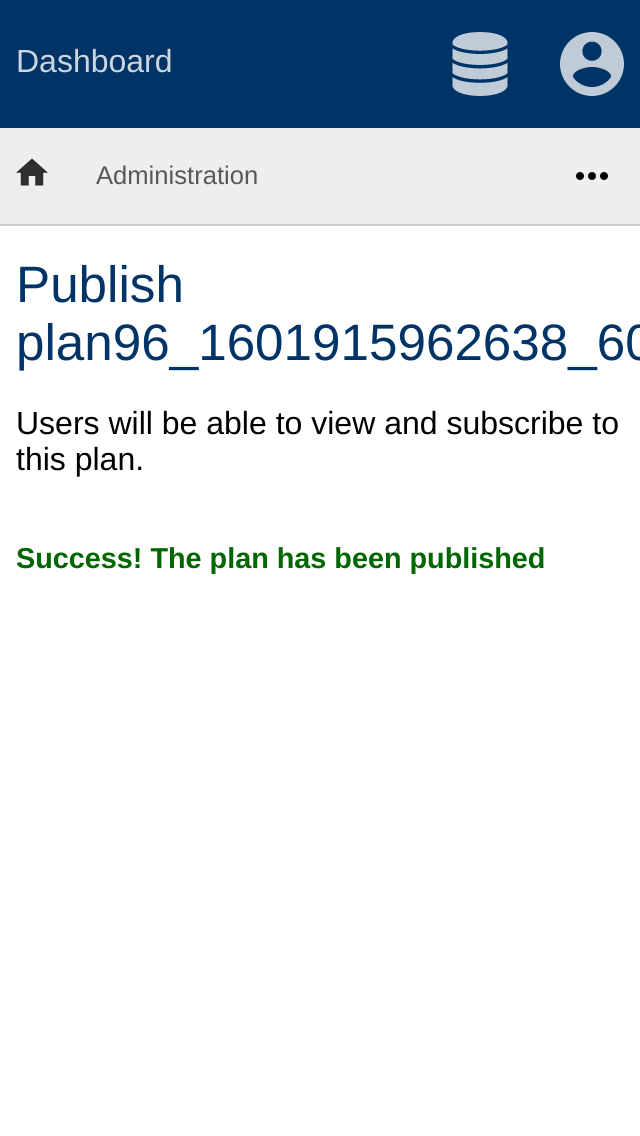 Dashboard
Administration
Publish
plan96_1601915962638_60
Users will be able to view and subscribe to
this plan.
Success! The plan has been published